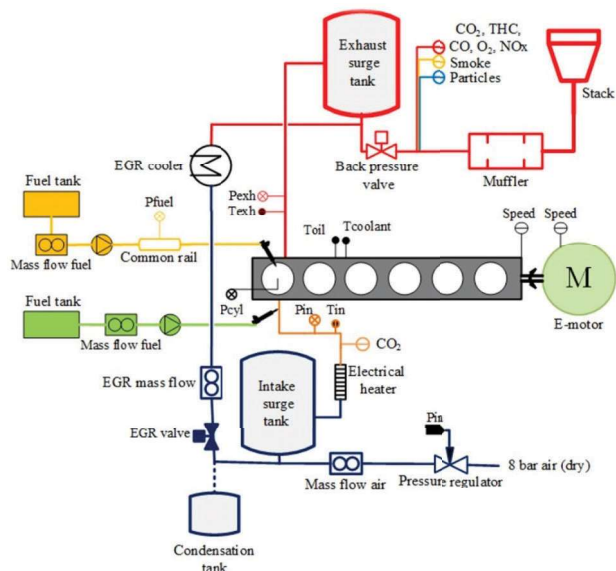 CO2, THC,
CO, O2, NOx
Smoke
Particles
Exhaust
surge
tank
Stack
EGR cooler
Back pressure
valve
Muffler
Fuel tank
Pfuel
Pexh
Texh
Mass flow fuel
Common rail
Toil
Tcoolant
Speed
Speed
M
E-motor
Fuel tank
Pcyl
Pin
Tin
Mass flow fuel
CO2
EGR mass flow
Intake
surge
tank
Electrical
heater
EGR valve
Pin
8 bar air (dry)
Mass flow air
Pressure regulator
Condensation
tank